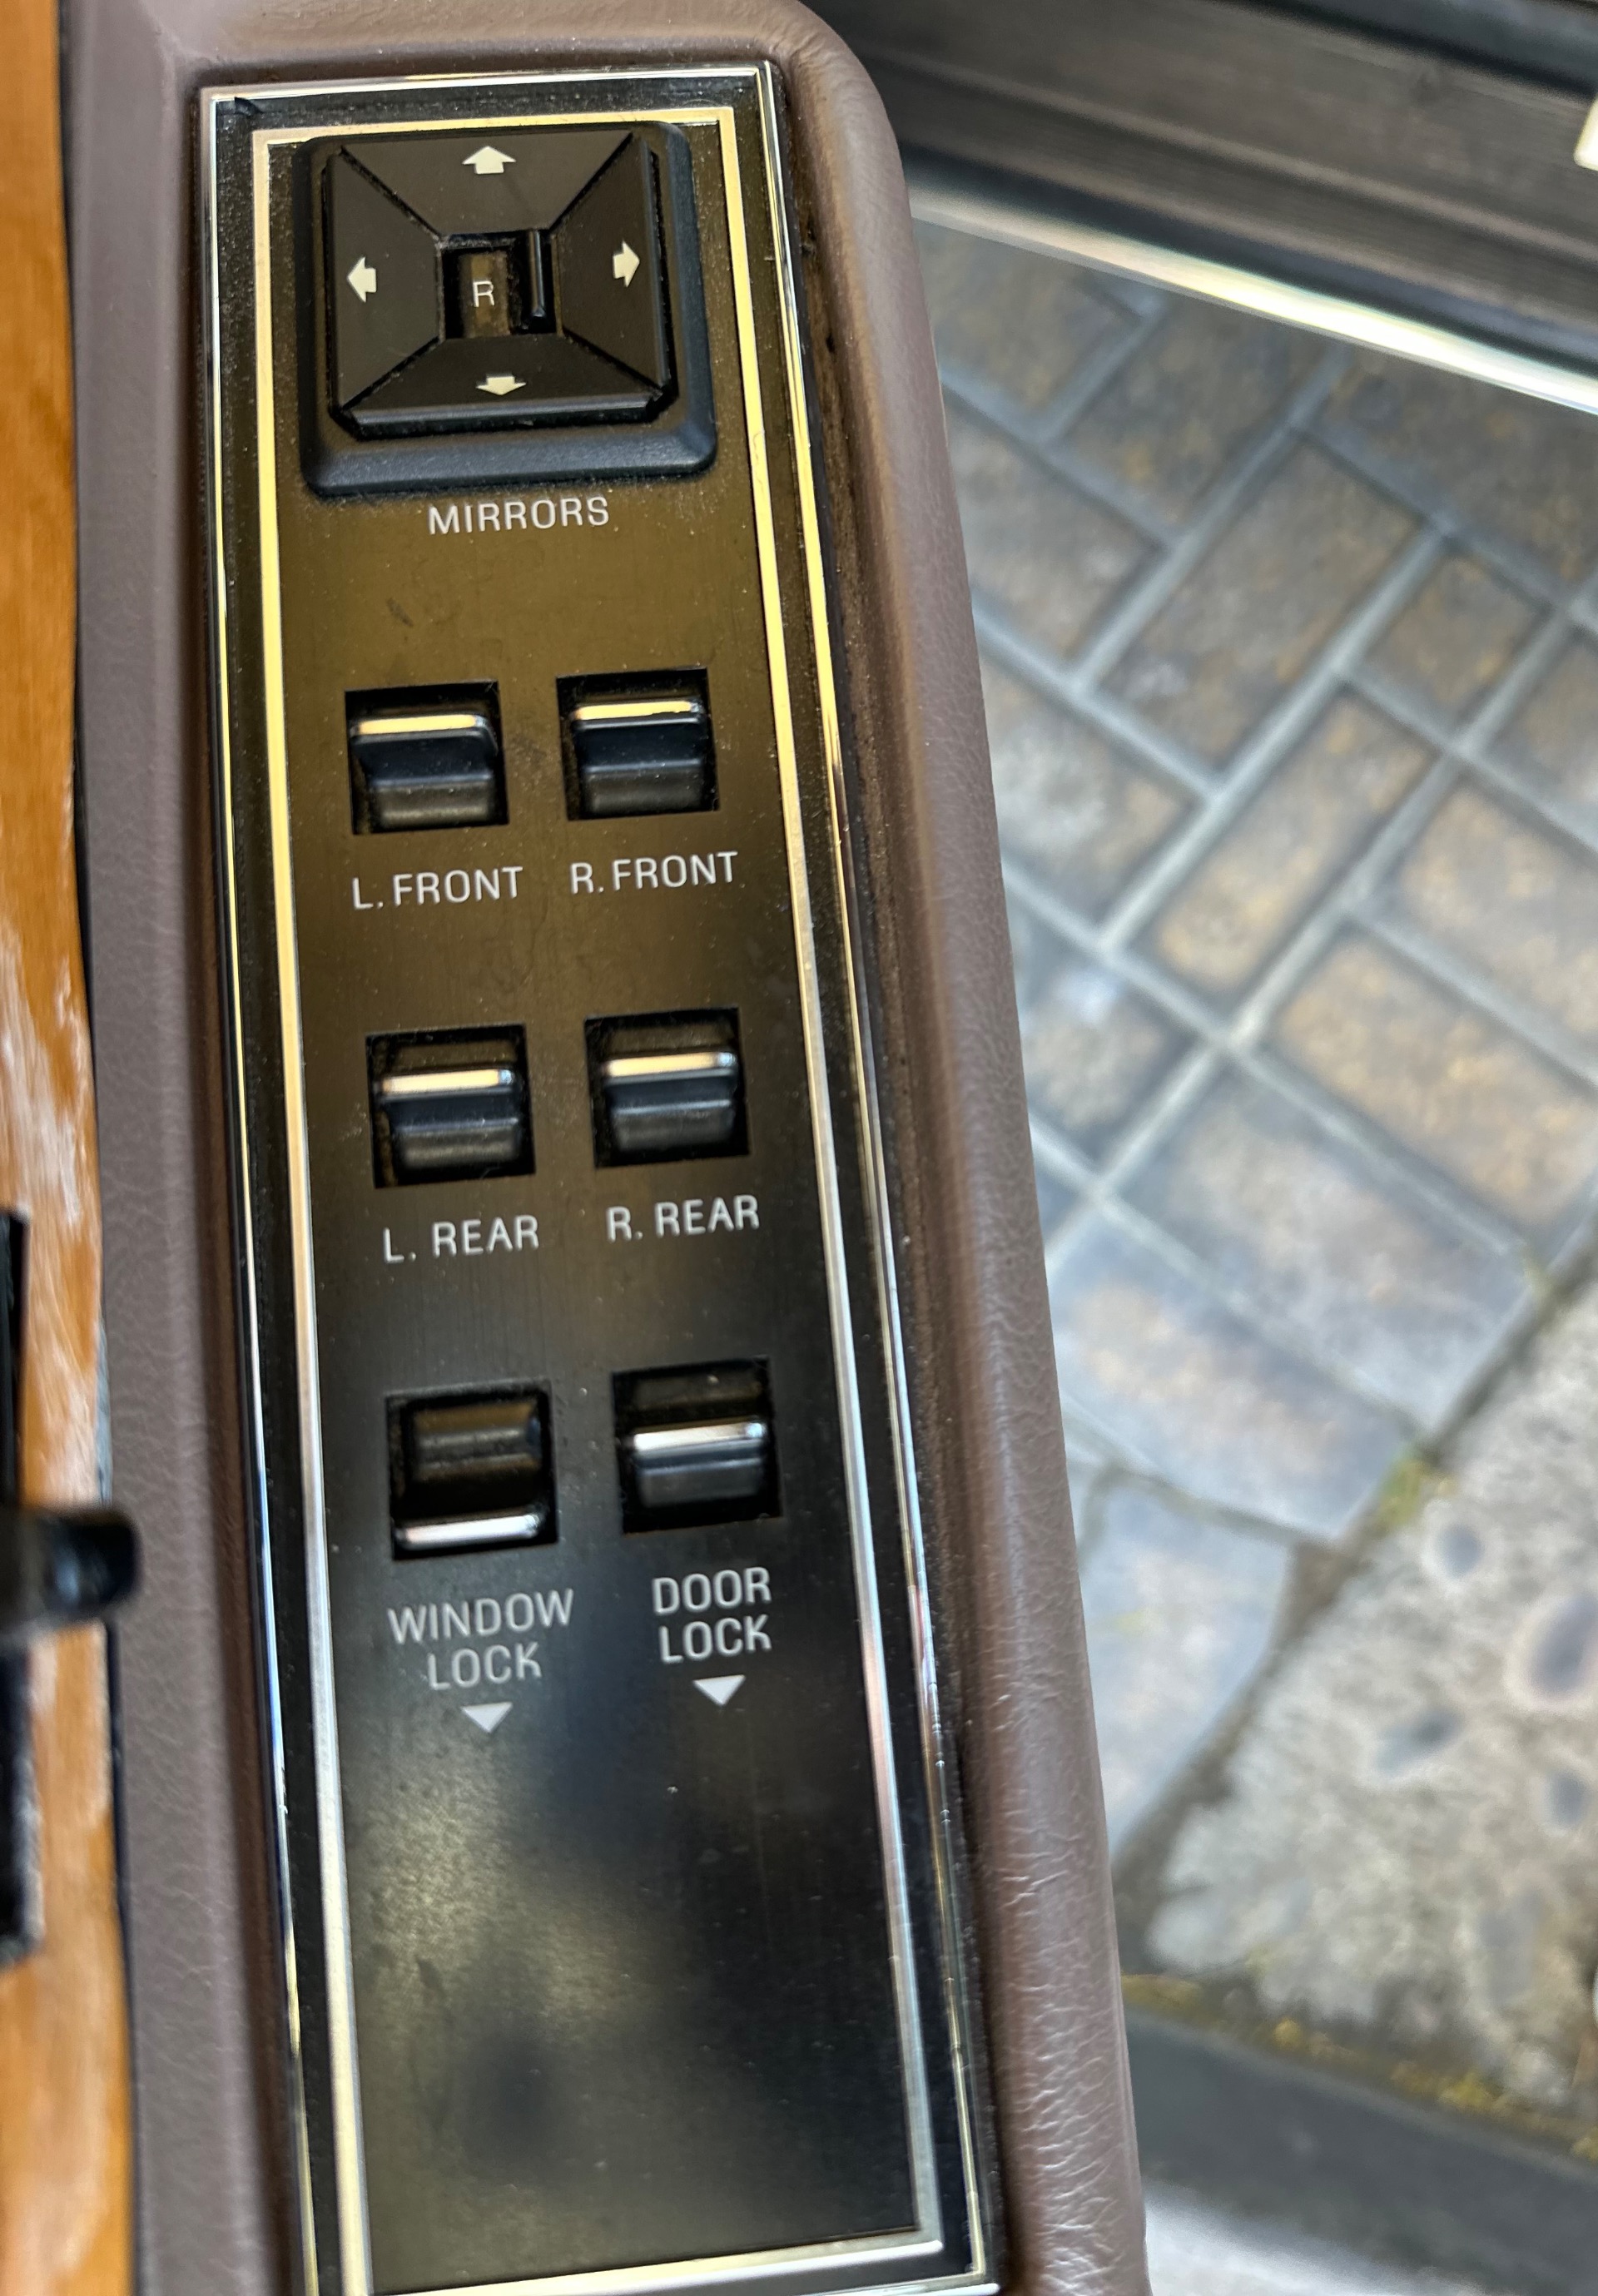 R
MIRRORS
L. FRONT R. FRONT
L. REAR R. REAR
WINDOW
LOCK
DOOR
LOCK